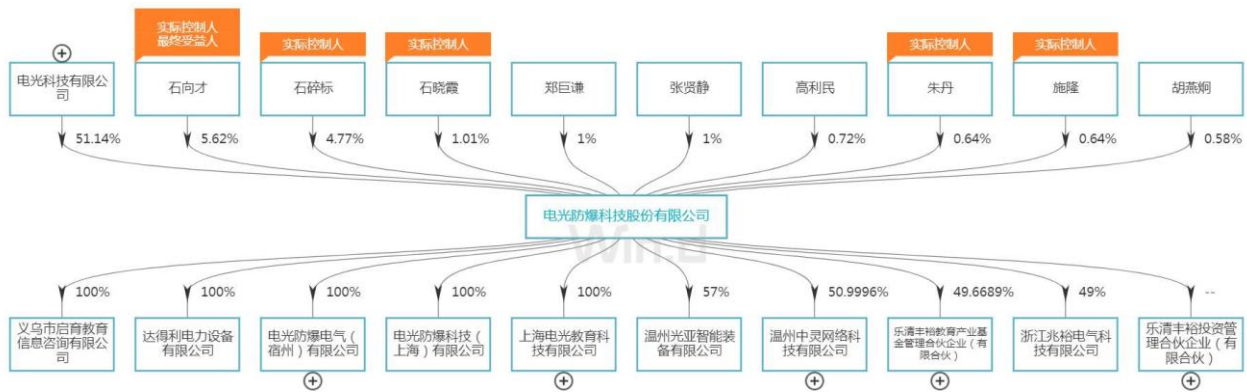 实际控制人
最终受益人
实际控制人
实际控制人
实际控制人
实际控制人
电光科技有限公
司
石向才
石碎标
石晓霞
郑巨谦
张贤静
高利民
朱丹
施隆
胡燕炯
51.14%
5.62%
4.77%
1.01%
1%
1%
0.72%
0.64%
0.64%
0.58%
电光防爆科技股份有限公司
Win.d
100%
100%
100%
100%
100%
57%
50.9996%
49.6689%
49%
--
义乌市启育教育
信息咨询有限公
司
达得利电力设备
有限公司
电光防爆电气（
宿州）有限公司
电光防爆科技（
上海）有限公司
上海电光教育科
技有限公司
温州光亚智能装
备有限公司
温州中灵网络科
技有限公司
乐清丰裕教育产业基
金管理合伙企业（有
限合伙）
浙江兆裕电气科
技有限公司
乐清丰裕投资管
理合伙企业（有
限合伙）